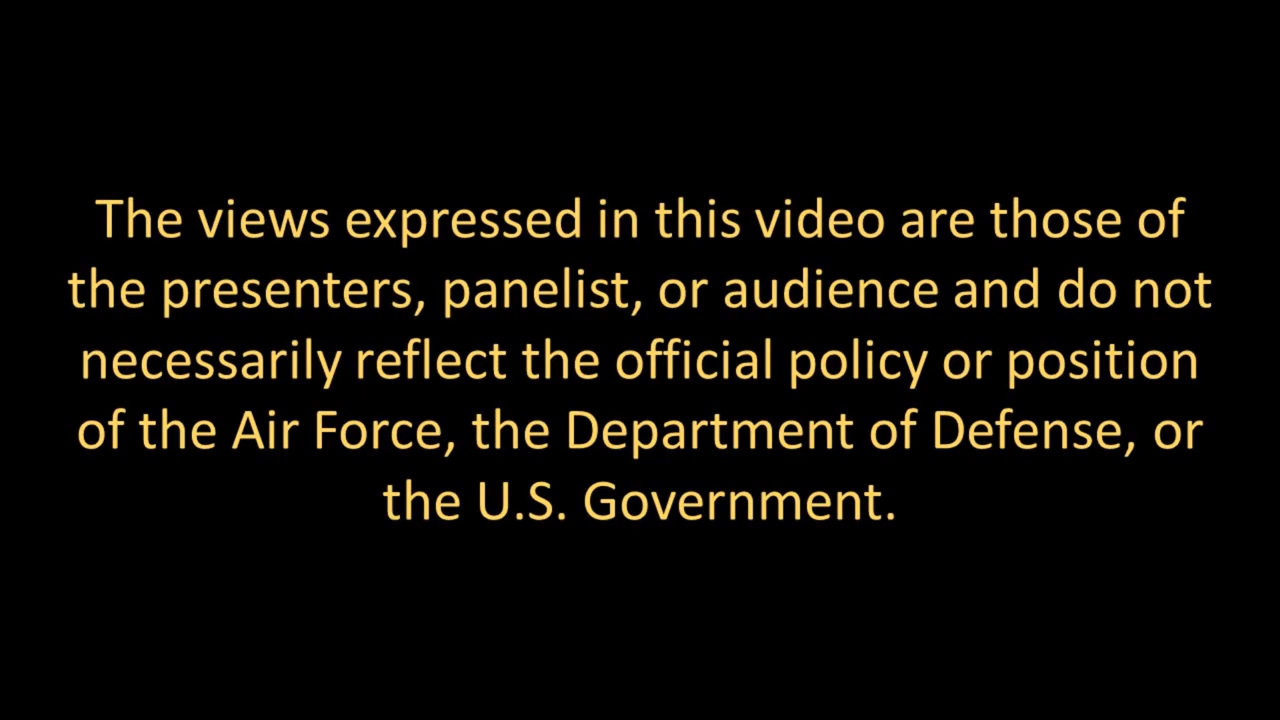 The views expressed in this video are those of
the presenters, panelist, or audience and do not
necessarily reflect the official policy or position
of the Air Force, the Department of Defense, or
the U.S. Government.